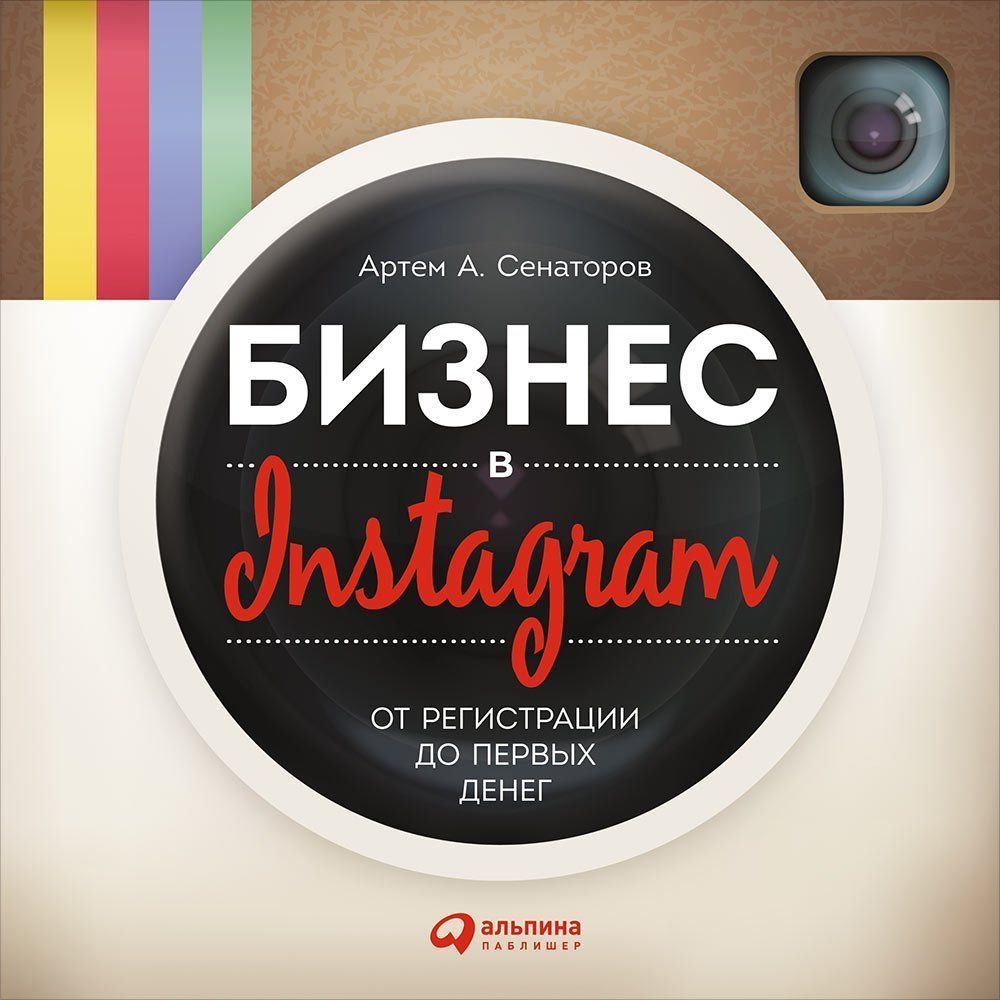 Артем А. Сенаторов
БИЗНЕС
в
Instagram
ОТ РЕГИСТРАЦИИ
ДО ПЕРВЫХ
ДЕНЕГ
альпина
ПАБЛИШЕР